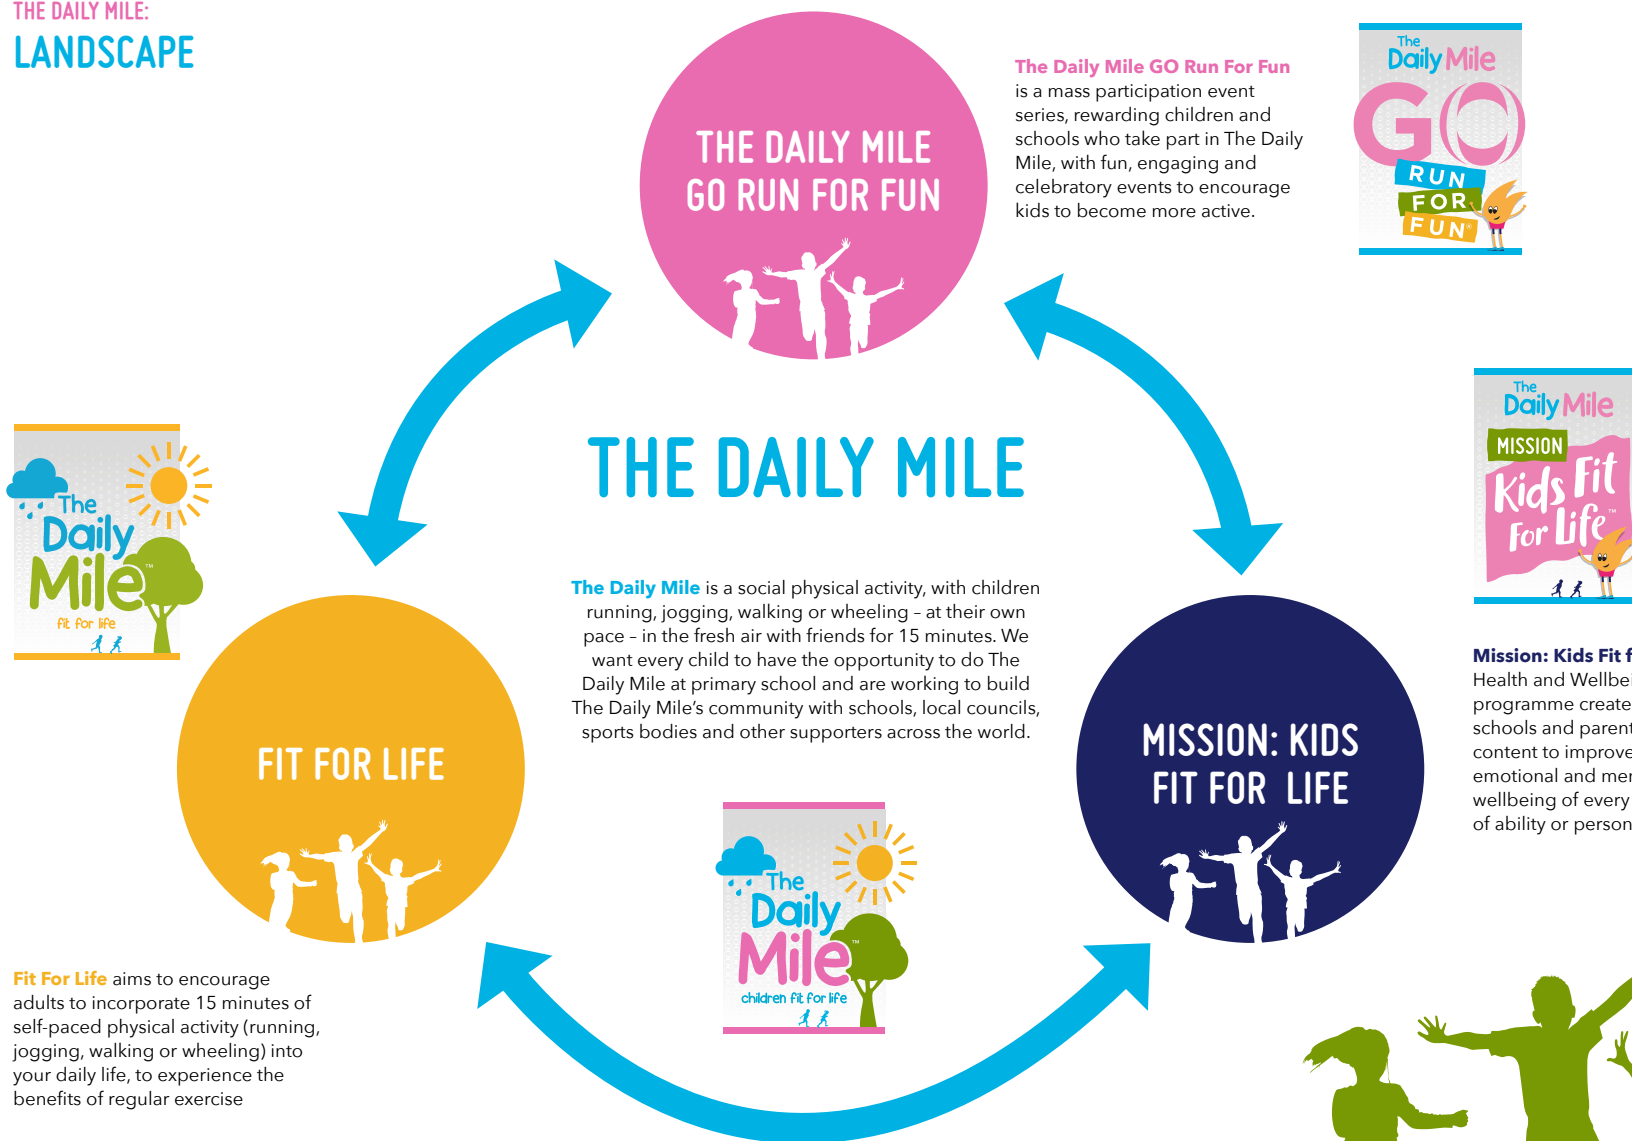 THE DAILY MILE:
LANDSCAPE
THE DAILY MILE
GO RUN FOR FUN
The Daily Mile GO Run For Fun
is a mass participation event
series, rewarding children and
schools who take part in The Daily
Mile, with fun, engaging and
celebratory events to encourage
kids to become more active.
The
Daily Mile
GO
RUN
FOR
FUN®
The
Daily
Mile™
fit for life
THE DAILY MILE
The Daily Mile is a social physical activity, with children
running, jogging, walking or wheeling – at their own
pace – in the fresh air with friends for 15 minutes. We
want every child to have the opportunity to do The
Daily Mile at primary school and are working to build
The Daily Mile’s community with schools, local councils,
sports bodies and other supporters across the world.
The
Daily Mile
MISSION
Kids Fit
For Life™
FIT FOR LIFE
MISSION: KIDS
FIT FOR LIFE
Mission: Kids Fit
Health and
programme
schools and
content to
emotional and
wellbeing of every
of ability or
The
Daily
Mile™
children fit for life
Fit For Life aims to encourage
adults to incorporate 15 minutes of
self-paced physical activity (running,
jogging, walking or wheeling) into
your daily life, to experience the
benefits of regular exercise